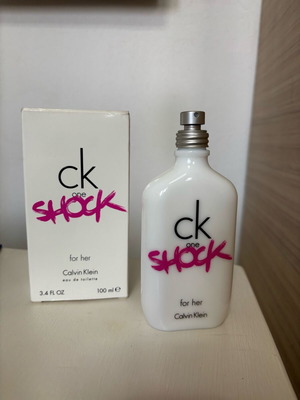 ck
one
SHOCK
for her
Calvin Klein
eau de toilette
3.4 FL OZ 100 ml ℮
ck
one
SHOCK
for her
Calvin Klein